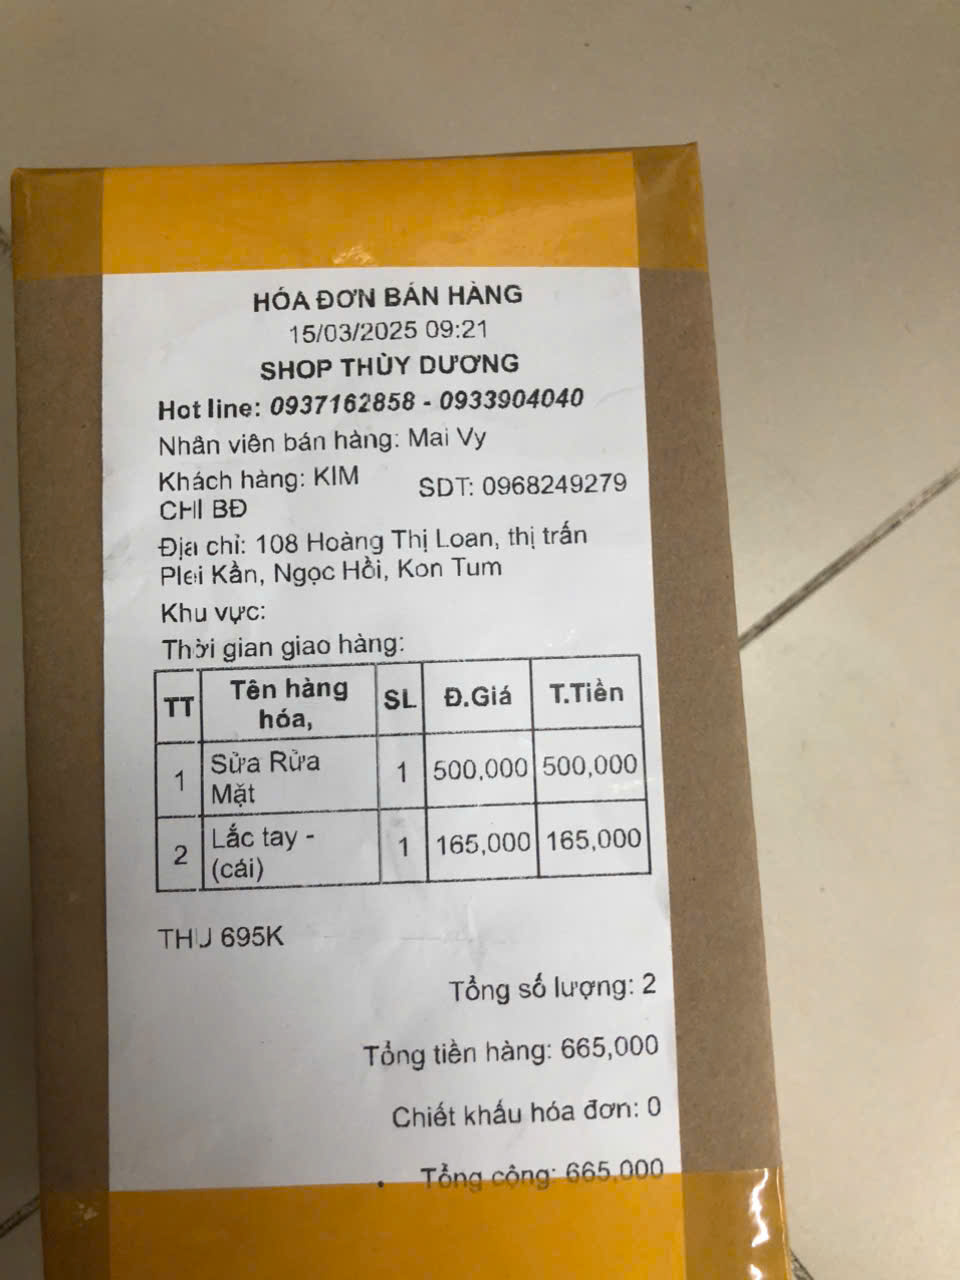 HÓA ĐƠN BÁN HÀNG
15/03/2025 09:21
SHOP THÙY DƯƠNG
Hot line: 0937162858 - 0933904040
Nhân viên bán hàng: Mai Vy
Khách hàng: KIM CHI BĐ SDT: 0968249279
Địa chỉ: 108 Hoàng Thị Loan, thị trấn
Plei Kần, Ngọc Hồi, Kon Tum
Khu vực:
Thời gian giao hàng:
TT Tên hàng hóa, SL Đ.Giá T.Tiền
1 Sửa Rửa Mặt 1 500,000 500,000
2 Lắc tay - (cái) 1 165,000 165,000
THU 695K
Tổng số lượng: 2
Tổng tiền hàng: 665,000
Chiết khấu hóa đơn: 0
Tổng cộng: 665,000